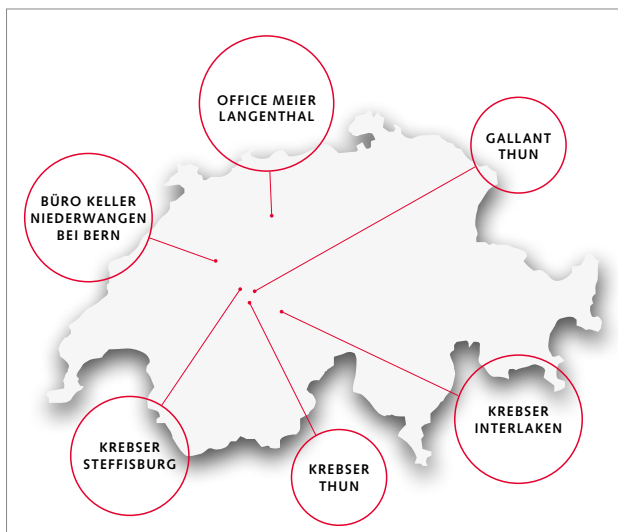 OFFICE MEIER
LANGENTHAL
GALLANT
THUN
BÜRO KELLER
NIEDERWANGEN
BEI BERN
KREBSER
INTERLAKEN
KREBSER
STEFFISBURG
KREBSER
THUN